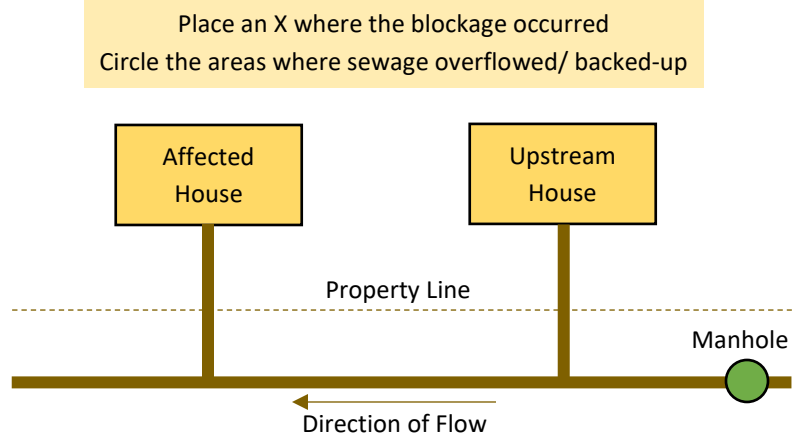 Place an X where the blockage occurred
Circle the areas where sewage overflowed/ backed-up
Affected
House
Upstream
House
Property Line
Manhole
Direction of Flow